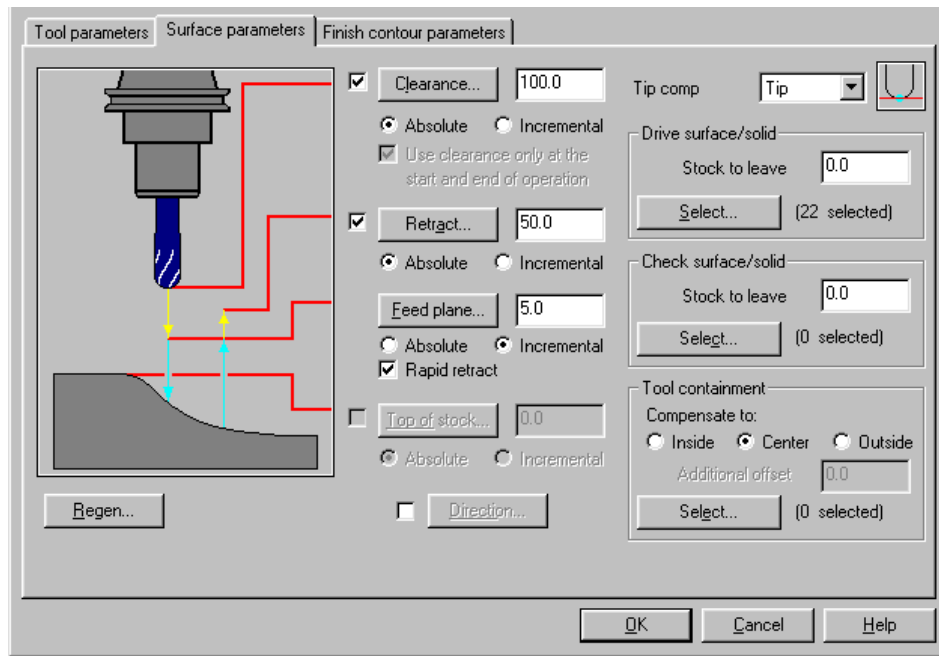 Tool parameters Surface parameters Finish contour parameters
Clearance... 100.0
Absolute Incremental
Use clearance only at the
start and end of operation
Retract... 50.0
Absolute Incremental
Feed plane... 5.0
Absolute Incremental
Rapid retract
Top of stock... 0.0
Absolute Incremental
Direction...
Regen...
Tip comp Tip
Drive surface/solid
Stock to leave 0.0
Select... (22 selected)
Check surface/solid
Stock to leave 0.0
Select... (0 selected)
Tool containment
Compensate to:
Inside Center Outside
Additional offset 0.0
Select... (0 selected)
OK Cancel Help